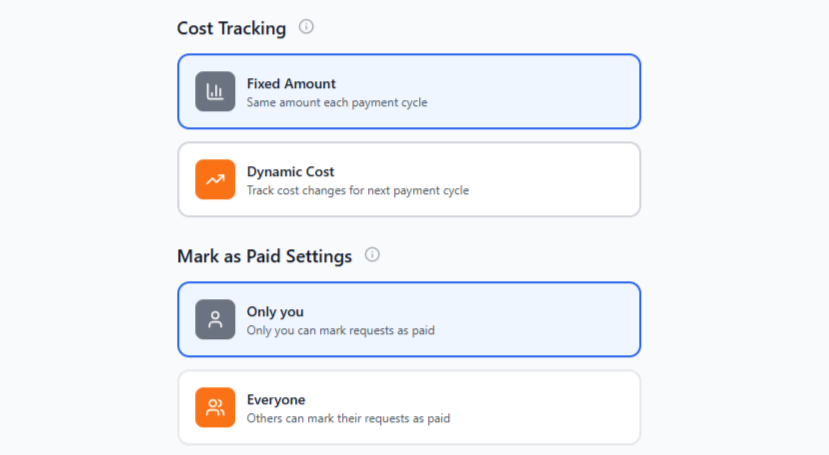 Cost Tracking
Fixed Amount
Same amount each payment cycle
Dynamic Cost
Track cost changes for next payment cycle
Mark as Paid Settings
Only you
Only you can mark requests as paid
Everyone
Others can mark their requests as paid